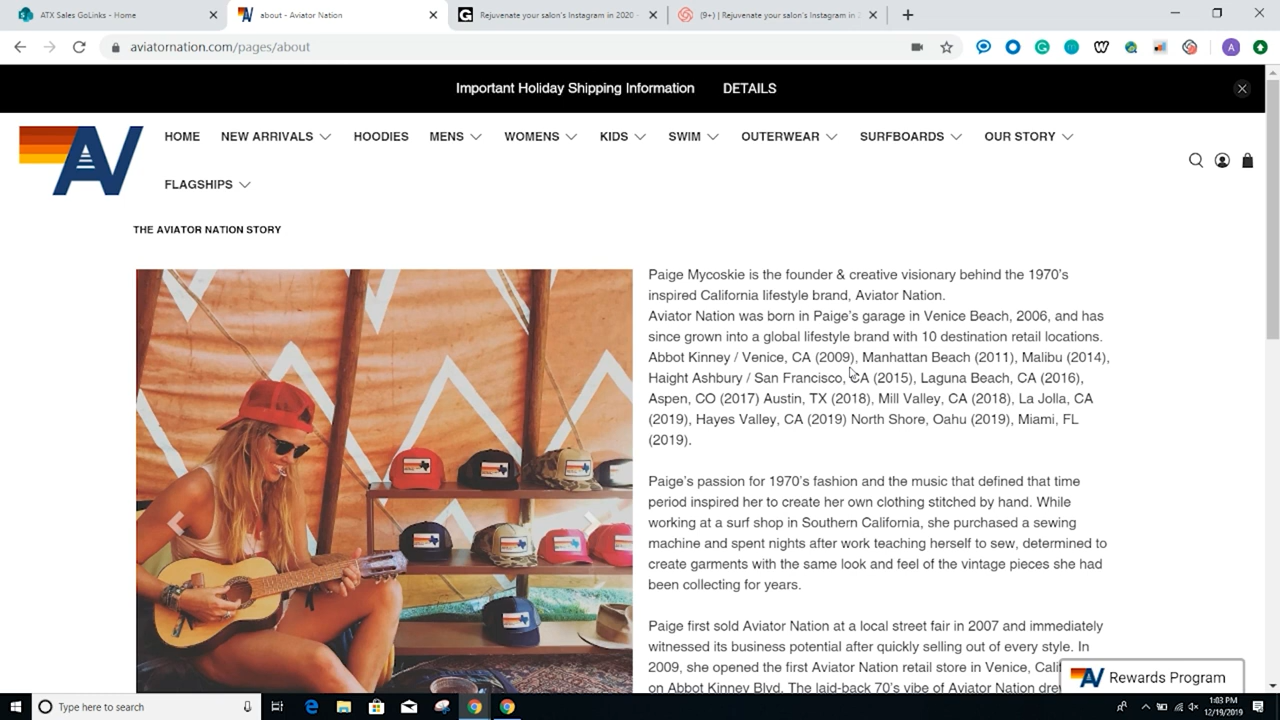 ATX Sales GoLinks - Home
about - Aviator Nation
Rejuvenate your salon's Instagram in 2020 -
(9+) | Rejuvenate your salon's Instagram in 2
aviatornation.com/pages/about
A
Important Holiday Shipping Information DETAILS
AV
HOME NEW ARRIVALS HOODIES MENS WOMENS KIDS SWIM OUTERWEAR SURFBOARDS OUR STORY
FLAGSHIPS
THE AVIATOR NATION STORY
Paige Mycoskie is the founder & creative visionary behind the 1970's
inspired California lifestyle brand, Aviator Nation.
Aviator Nation was born in Paige's garage in Venice Beach, 2006, and has
since grown into a global lifestyle brand with 10 destination retail locations.
Abbot Kinney / Venice, CA (2009), Manhattan Beach (2011), Malibu (2014),
Haight Ashbury / San Francisco, CA (2015), Laguna Beach, CA (2016),
Aspen, CO (2017) Austin, TX (2018), Mill Valley, CA (2018), La Jolla, CA
(2019), Hayes Valley, CA (2019) North Shore, Oahu (2019), Miami, FL
(2019).
Paige's passion for 1970's fashion and the music that defined that time
period inspired her to create her own clothing stitched by hand. While
working at a surf shop in Southern California, she purchased a sewing
machine and spent nights after work teaching herself to sew, determined to
create garments with the same look and feel of the vintage pieces she had
been collecting for years.
Paige first sold Aviator Nation at a local street fair in 2007 and immediately
witnessed its business potential after quickly selling out of every style. In
2009, she opened the first Aviator Nation retail store in Venice,
on Abbot Kinney Blvd. The laid-back 70's vibe of Aviator Nation
AV Rewards Program
Type here to search
1:03 PM
12/19/2019